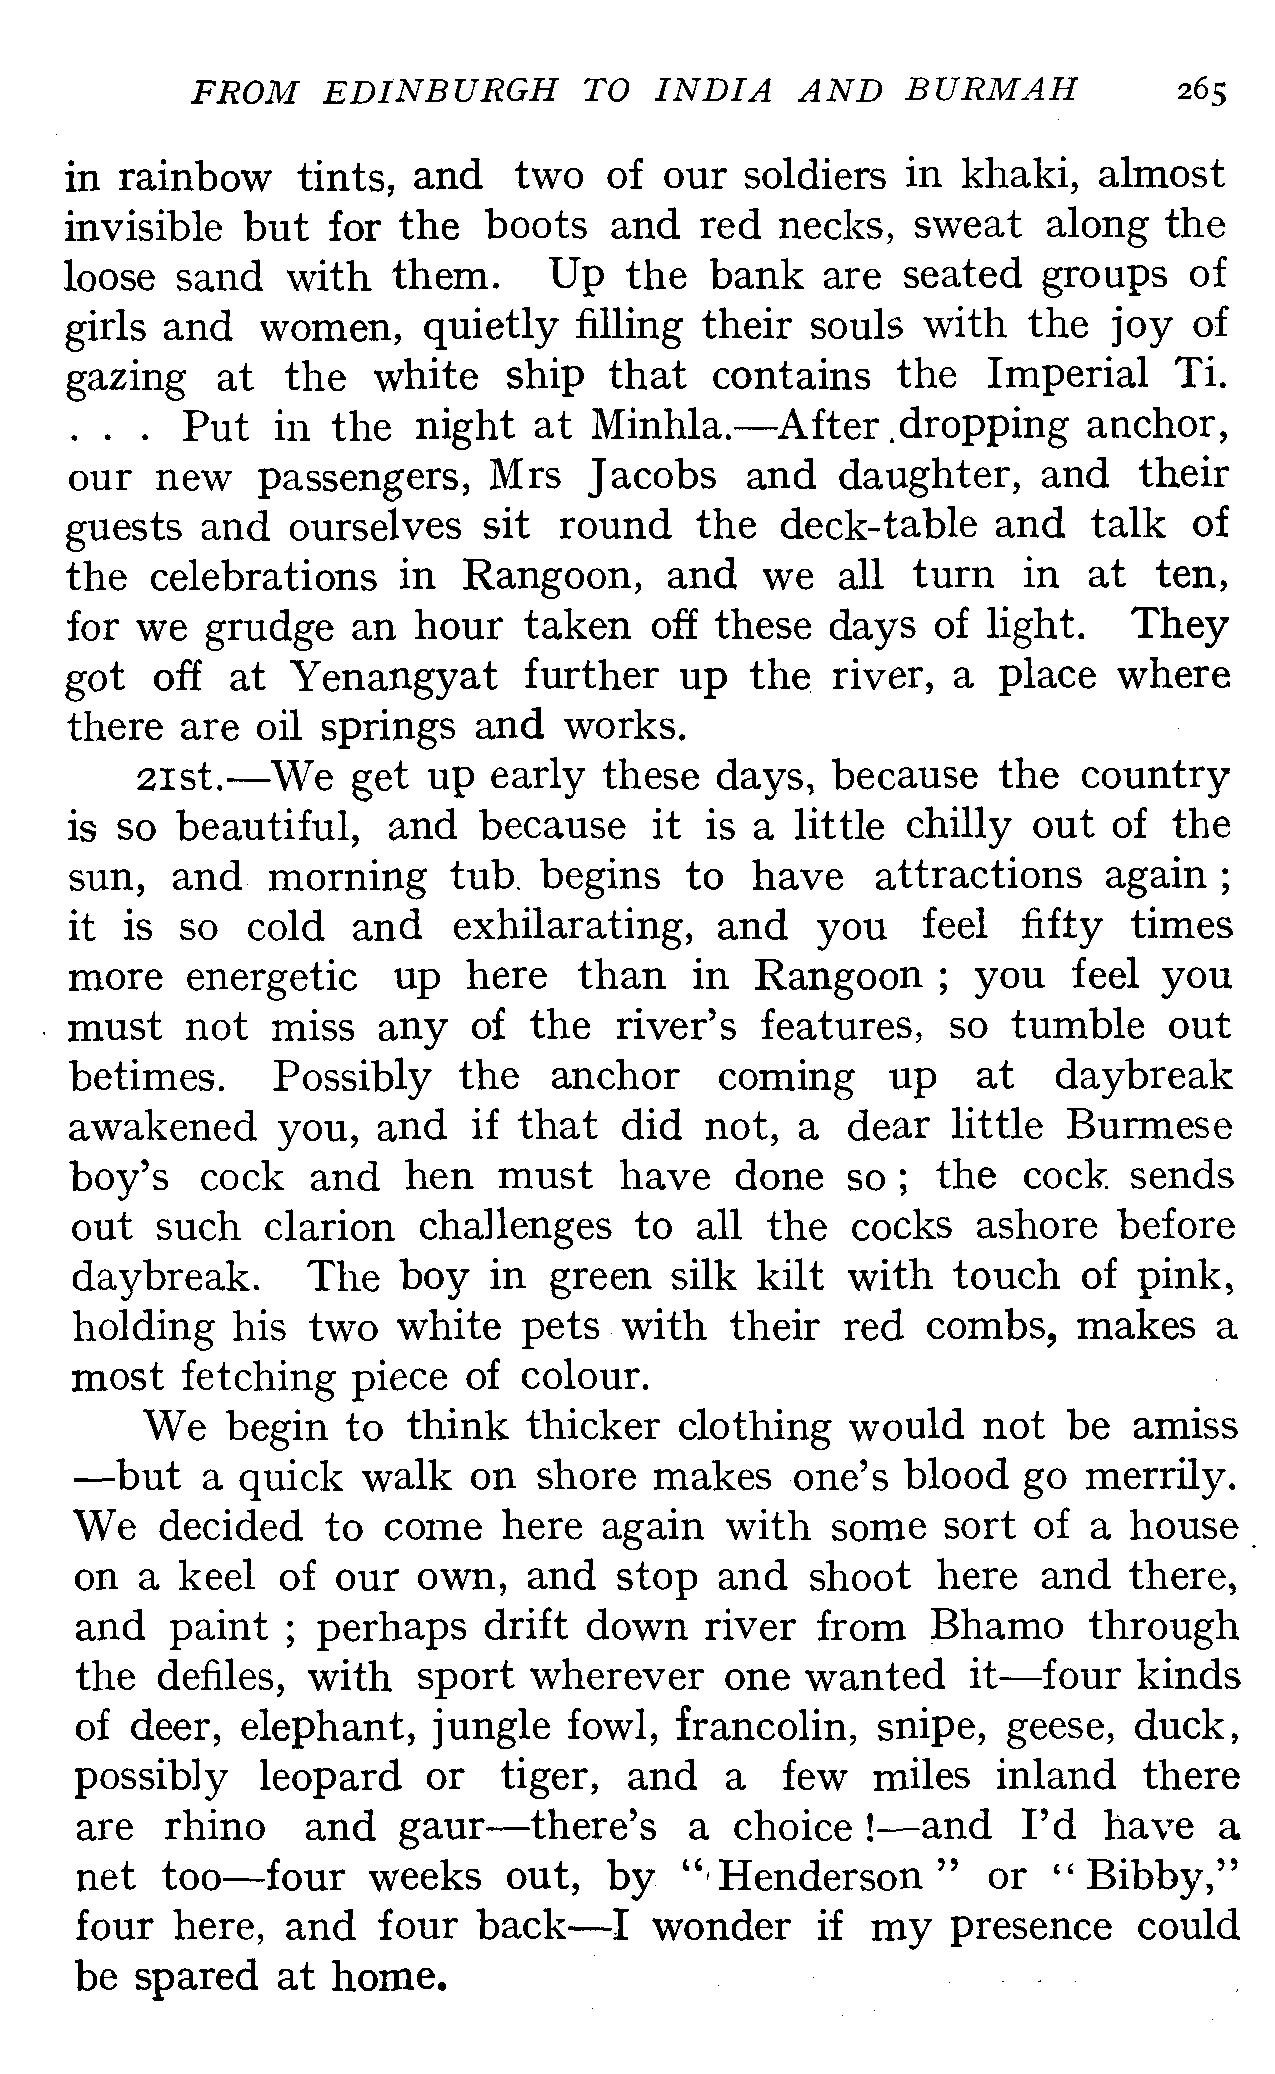 FROM EDINBURGH TO INDIA AND BURMAH 265
in rainbow tints, and two of our soldiers in khaki, almost
invisible but for the boots and red necks, sweat along the
loose sand with them. Up the bank are seated groups of
girls and women, quietly filling their souls with the joy of
gazing at the white ship that contains the Imperial Ti.
. . . Put in the night at Minhla.—After dropping anchor,
our new passengers, Mrs Jacobs and daughter, and their
guests and ourselves sit round the deck-table and talk of
the celebrations in Rangoon, and we all turn in at ten,
for we grudge an hour taken off these days of light. They
got off at Yenangyat further up the river, a place where
there are oil springs and works.
21st.—We get up early these days, because the country
is so beautiful, and because it is a little chilly out of the
sun, and morning tub begins to have attractions again ;
it is so cold and exhilarating, and you feel fifty times
more energetic up here than in Rangoon ; you feel you
must not miss any of the river’s features, so tumble out
betimes. Possibly the anchor coming up at daybreak
awakened you, and if that did not, a dear little Burmese
boy’s cock and hen must have done so ; the cock sends
out such clarion challenges to all the cocks ashore before
daybreak. The boy in green silk kilt with touch of pink,
holding his two white pets with their red combs, makes a
most fetching piece of colour.
We begin to think thicker clothing would not be amiss
—but a quick walk on shore makes one’s blood go merrily.
We decided to come here again with some sort of a house
on a keel of our own, and stop and shoot here and there,
and paint ; perhaps drift down river from Bhamo through
the defiles, with sport wherever one wanted it—four kinds
of deer, elephant, jungle fowl, francolin, snipe, geese, duck,
possibly leopard or tiger, and a few miles inland there
are rhino and gaur—there’s a choice !—and I’d have a
net too—four weeks out, by “ Henderson ” or “ Bibby,”
four here, and four back—I wonder if my presence could
be spared at home.